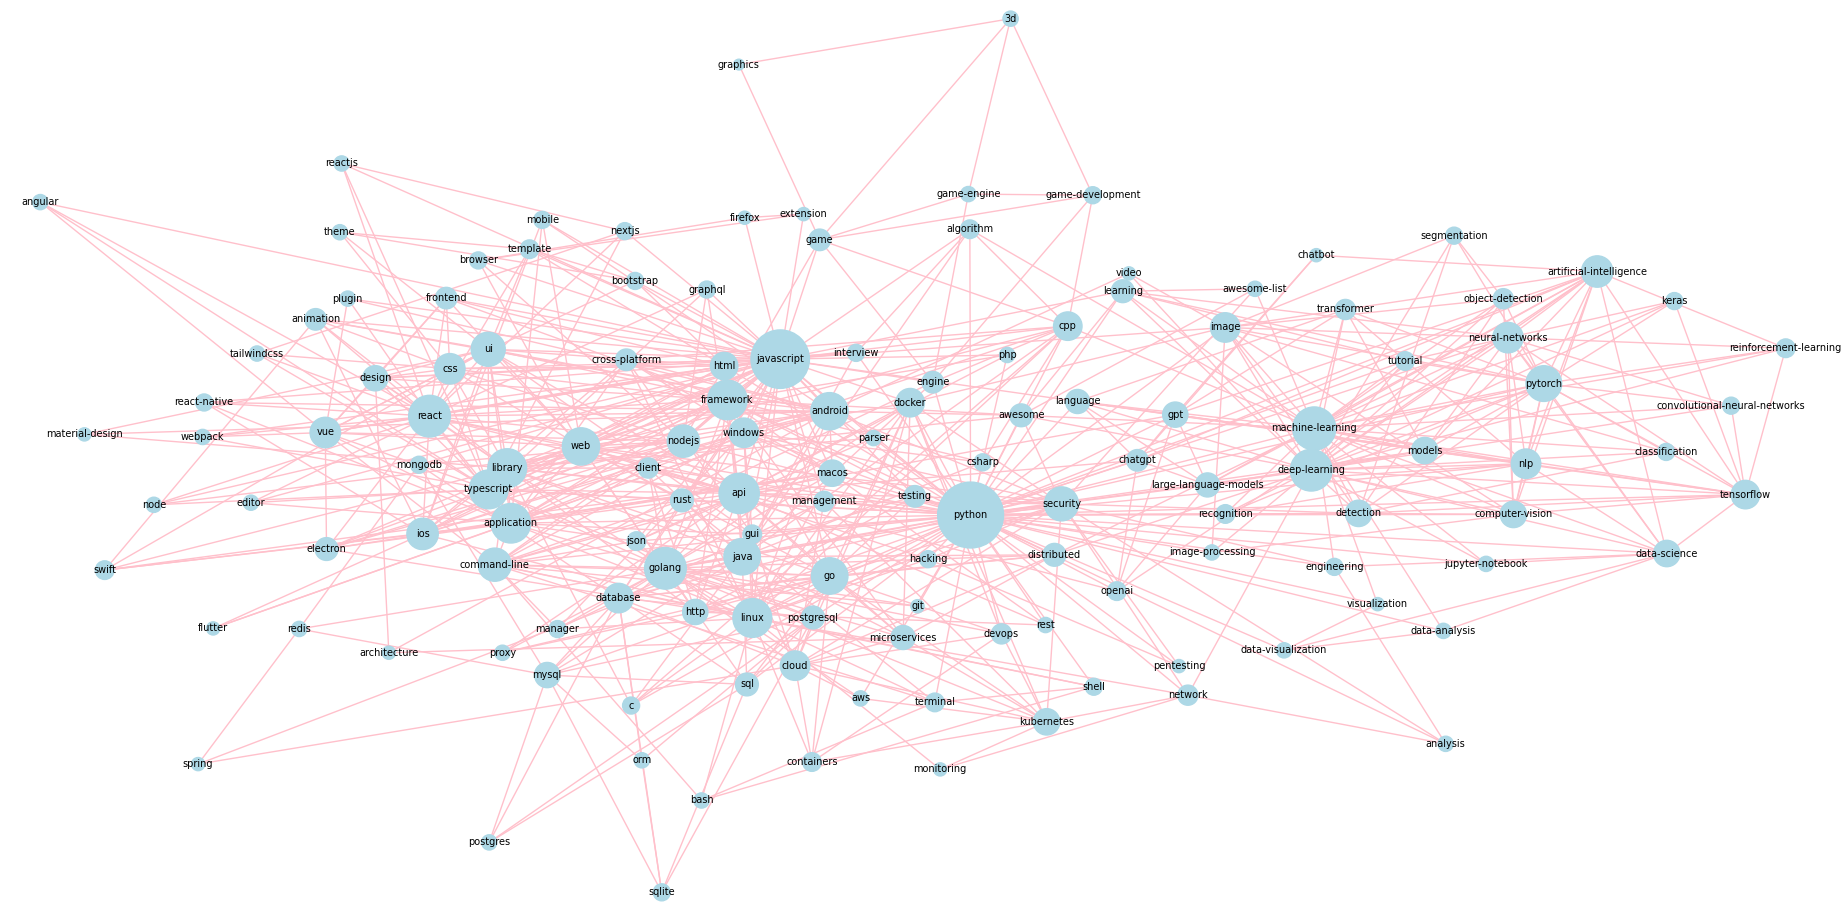 3d
graphics
reactjs
game-engine
game-development
angular
mobile
firefox
extension
theme
nextjs
algorithm
game
template
segmentation
chatbot
browser
video
artificial-intelligence
bootstrap
graphql
learning
awesome-list
plugin
frontend
object-detection
keras
transformer
animation
cpp
image
neural-networks
ui
reinforcement-learning
tailwindcss
interview
php
javascript
cross-platform
tutorial
css
html
design
engine
pytorch
react-native
framework
docker
language
convolutional-neural-networks
android
react
awesome
gpt
material-design
webpack
vue
windows
machine-learning
parser
nodejs
web
models
classification
mongodb
library
client
macos
csharp
chatgpt
deep-learning
nlp
large-language-models
typescript
api
testing
tensorflow
node
editor
rust
management
security
python
recognition
detection
computer-vision
application
ios
gui
json
electron
java
hacking
distributed
image-processing
data-science
swift
command-line
golang
engineering
jupyter-notebook
go
openai
database
visualization
git
http
linux
postgresql
rest
flutter
redis
manager
data-analysis
microservices
devops
architecture
proxy
data-visualization
cloud
pentesting
mysql
sql
shell
network
aws
terminal
c
kubernetes
analysis
orm
spring
containers
monitoring
bash
postgres
sqlite